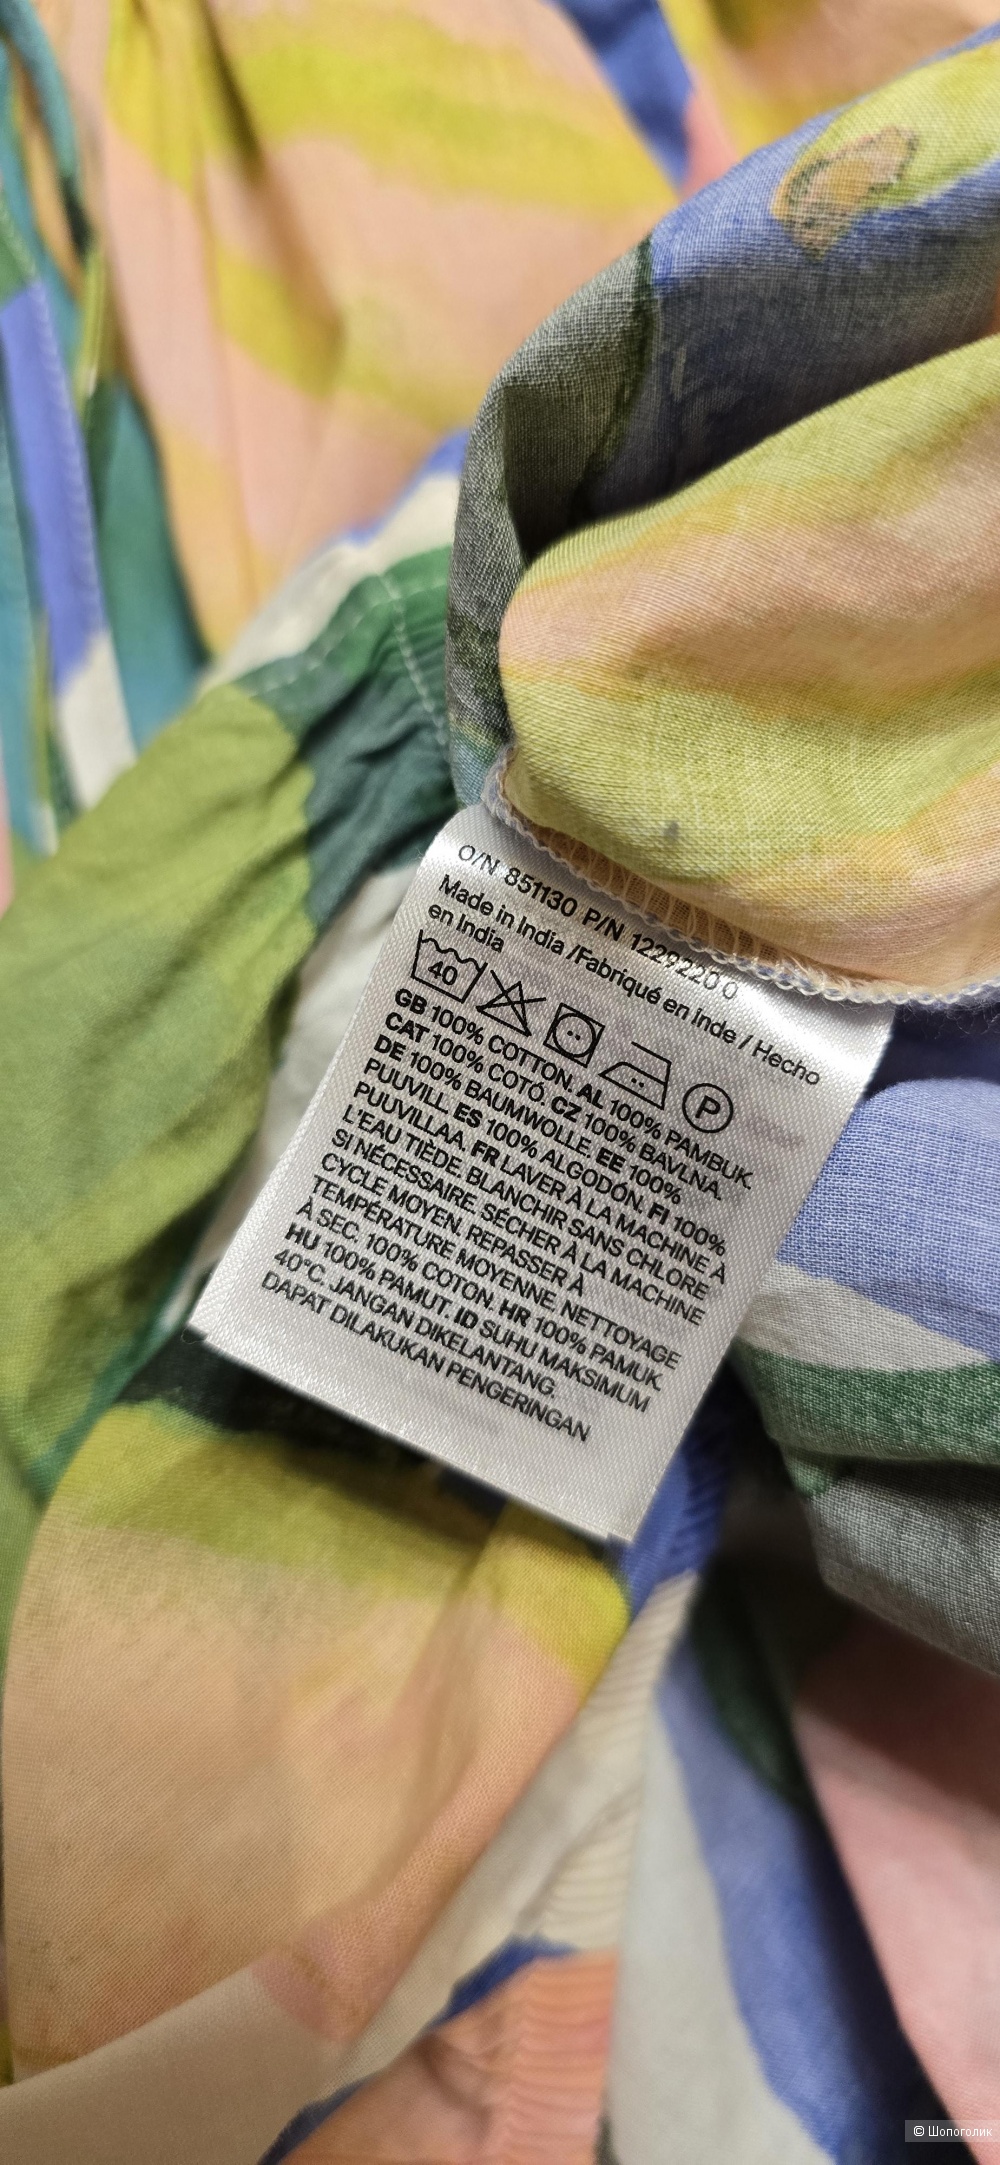 O/N 851130 P/N 1229220 0
Made in India /Fabriqué en Inde / Hecho
en India
40 P
GB 100% COTTON. AL 100% PAMBUK.
CAT 100% COTÓ. CZ 100% BAVLNA.
DE 100% BAUMWOLLE. EE 100%
PUUVILL. ES 100% ALGODÓN. FI 100%
PUUVILLAA. FR LAVER À LA MACHINE À
L'EAU TIÈDE. BLANCHIR SANS CHLORE
SI NÉCESSAIRE. SÉCHER À LA MACHINE
CYCLE MOYEN. REPASSER À
TEMPÉRATURE MOYENNE. NETTOYAGE
À SEC. 100% COTON. HR 100% PAMUK.
HU 100% PAMUT. ID SUHU MAKSIMUM
40°C. JANGAN DIKELANTANG.
DAPAT DILAKUKAN PENGERINGAN
© Шопоголик